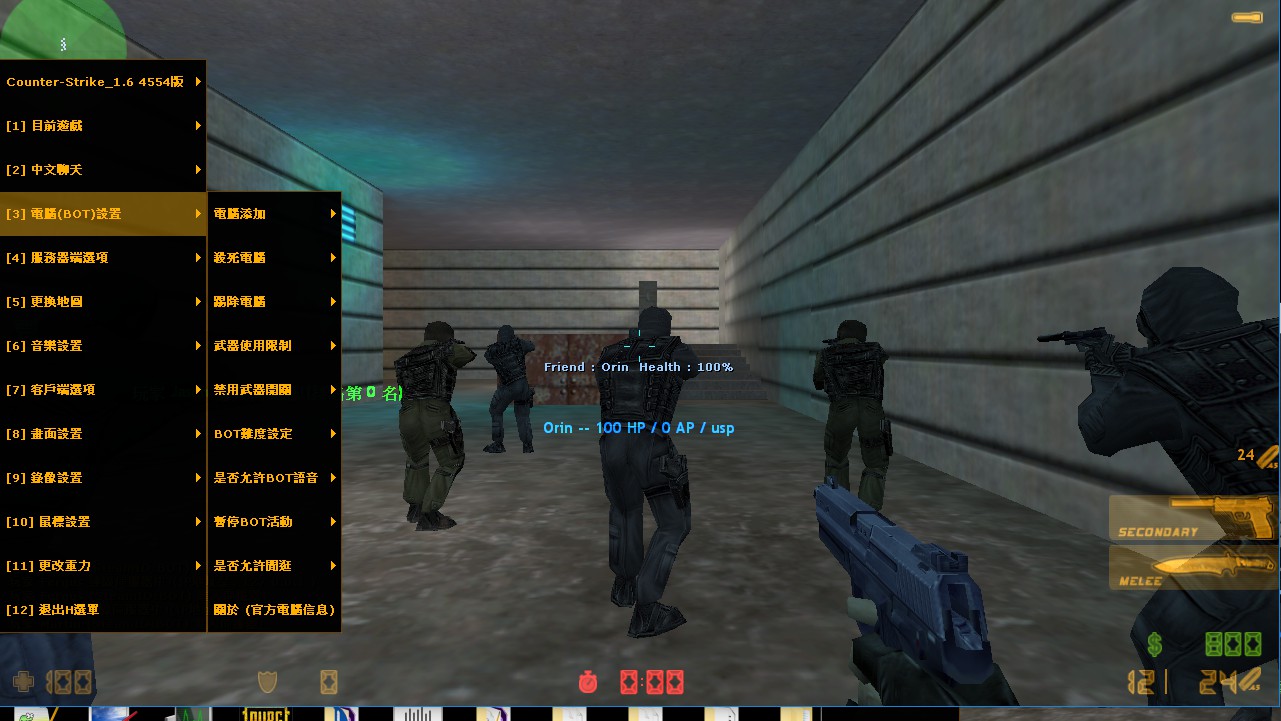 Counter-Strike_1.6 4554版
[1] 目前遊戲
[2] 中文聊天
[3] 電腦(BOT)設置
[4] 服務器端選項
[5] 更換地圖
[6] 音樂設置
[7] 客戶端選項
[8] 畫面設置
[9] 錄像設置
[10] 鼠標設置
[11] 更改重力
[12] 退出H選單
電腦添加
殺死電腦
踢除電腦
武器使用限制
禁用武器開關
BOT難度設定
是否允許BOT語音
暫停BOT活動
是否允許閒逛
關於 (官方電腦信息)
第 0 名)
Friend : Orin Health : 100%
Orin -- 100 HP / 0 AP / usp
24
SECONDARY
MELEE
$ 800
100
0
0:00
12 | 24